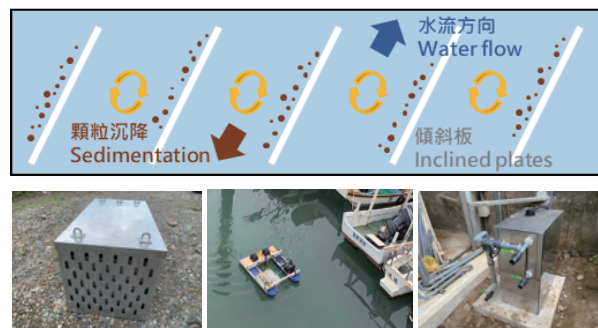 水流方向
Water flow
顆粒沉降
Sedimentation
傾斜板
Inclined plates